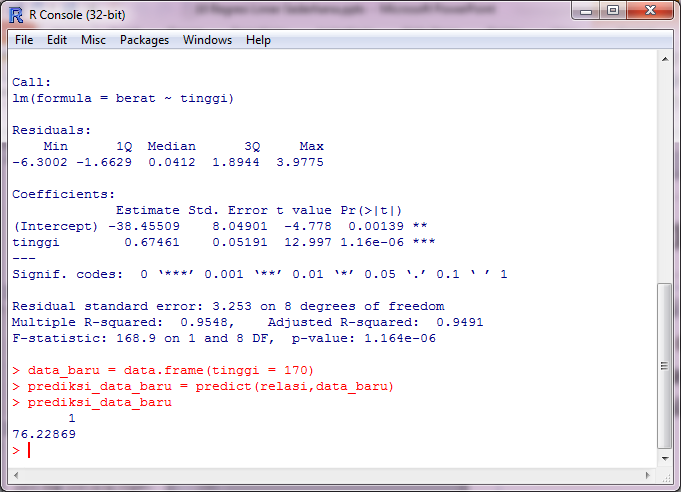 R Console (32-bit)
File Edit Misc Packages Windows Help
Call:
lm(formula = berat ~ tinggi)
Residuals:
    Min      1Q  Median      3Q     Max
-6.3002 -1.6629  0.0412  1.8944  3.9775
Coefficients:
             Estimate Std. Error t value Pr(>|t|)
(Intercept) -38.45509    8.04901  -4.778  0.00139 **
tinggi        0.67461    0.05191  12.997 1.16e-06 ***
---
Signif. codes:  0 ‘***’ 0.001 ‘**’ 0.01 ‘*’ 0.05 ‘.’ 0.1 ‘ ’ 1
Residual standard error: 3.253 on 8 degrees of freedom
Multiple R-squared:  0.9548,    Adjusted R-squared:  0.9491
F-statistic: 168.9 on 1 and 8 DF,  p-value: 1.164e-06
> data_baru = data.frame(tinggi = 170)
> prediksi_data_baru = predict(relasi,data_baru)
> prediksi_data_baru
       1
76.22869
>